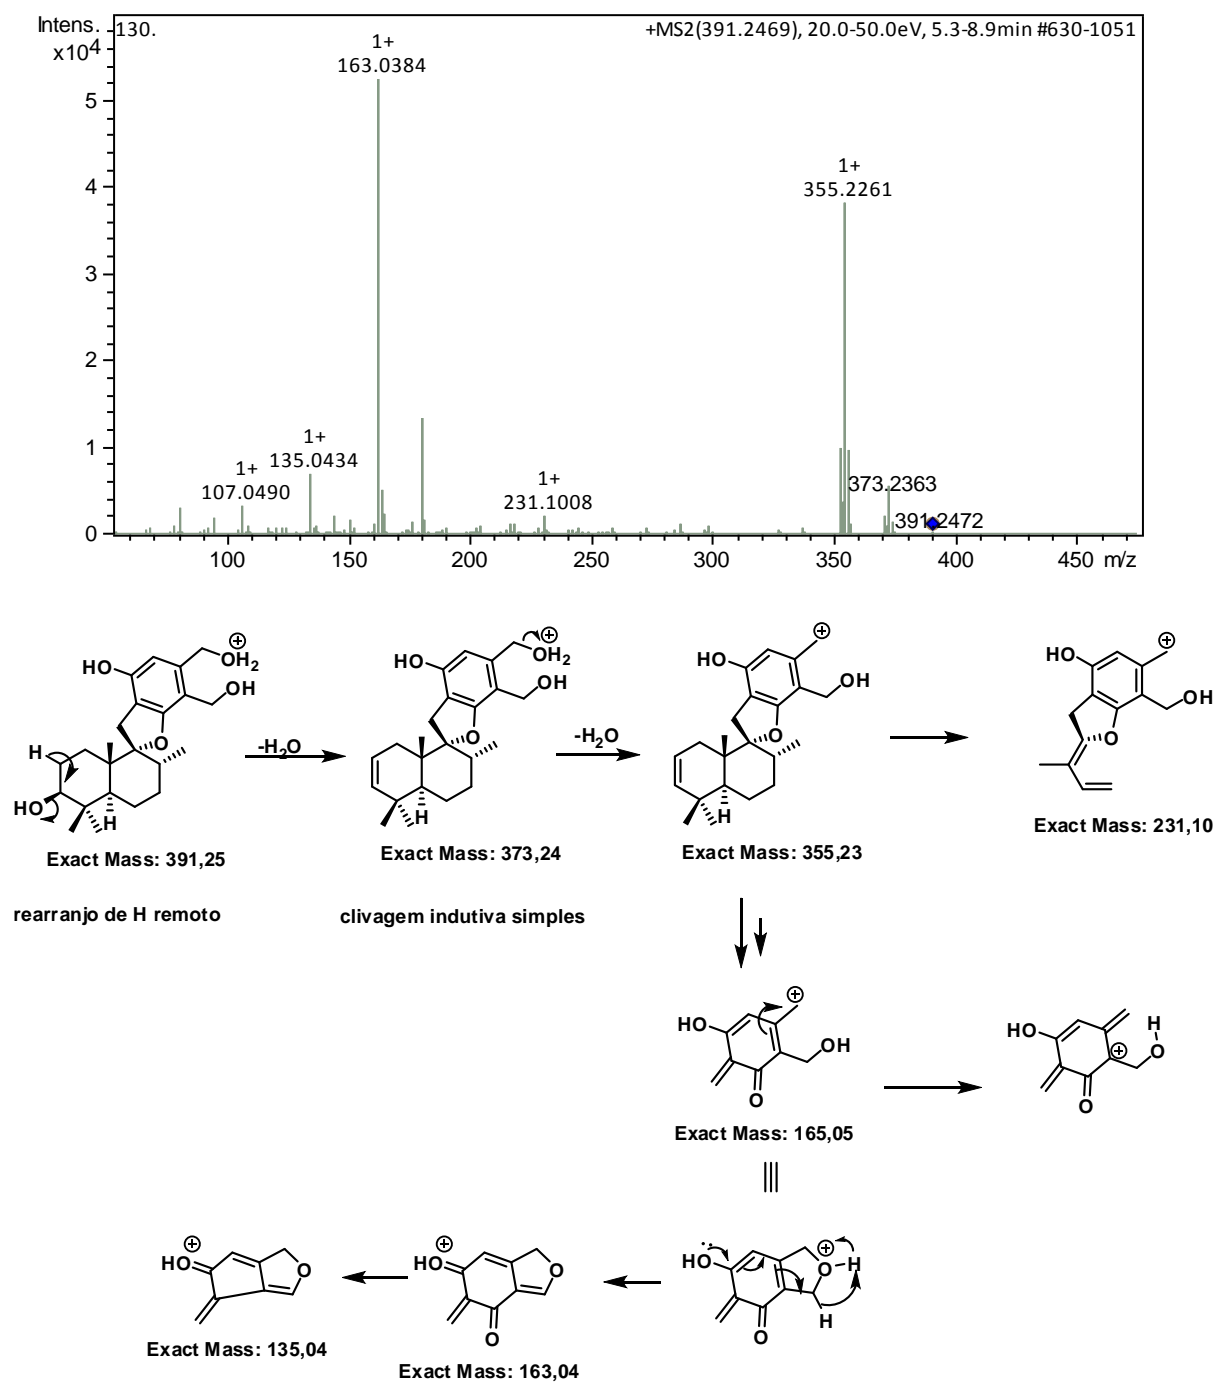 Intens. 130. +MS2(391.2469), 20.0-50.0eV, 5.3-8.9min #630-1051
x10⁴
1+
163.0384
5
1+
355.2261
4
3
2
1+
135.0434
1
1+
107.0490
1+
231.1008
373.2363
391.2472
0
100 150 200 250 300 350 400 450 m/z
HO OH2 OH O H HO H
Exact Mass: 391,25
-H2O
HO OH2 OH O H
Exact Mass: 373,24
-H2O
HO OH O H
Exact Mass: 355,23
HO OH O
Exact Mass: 231,10
rearranjo de H remoto
clivagem indutiva simples
HO OH O
Exact Mass: 165,05
HO H O O
HO O
Exact Mass: 135,04
HO O O
Exact Mass: 163,04
HO O H H O